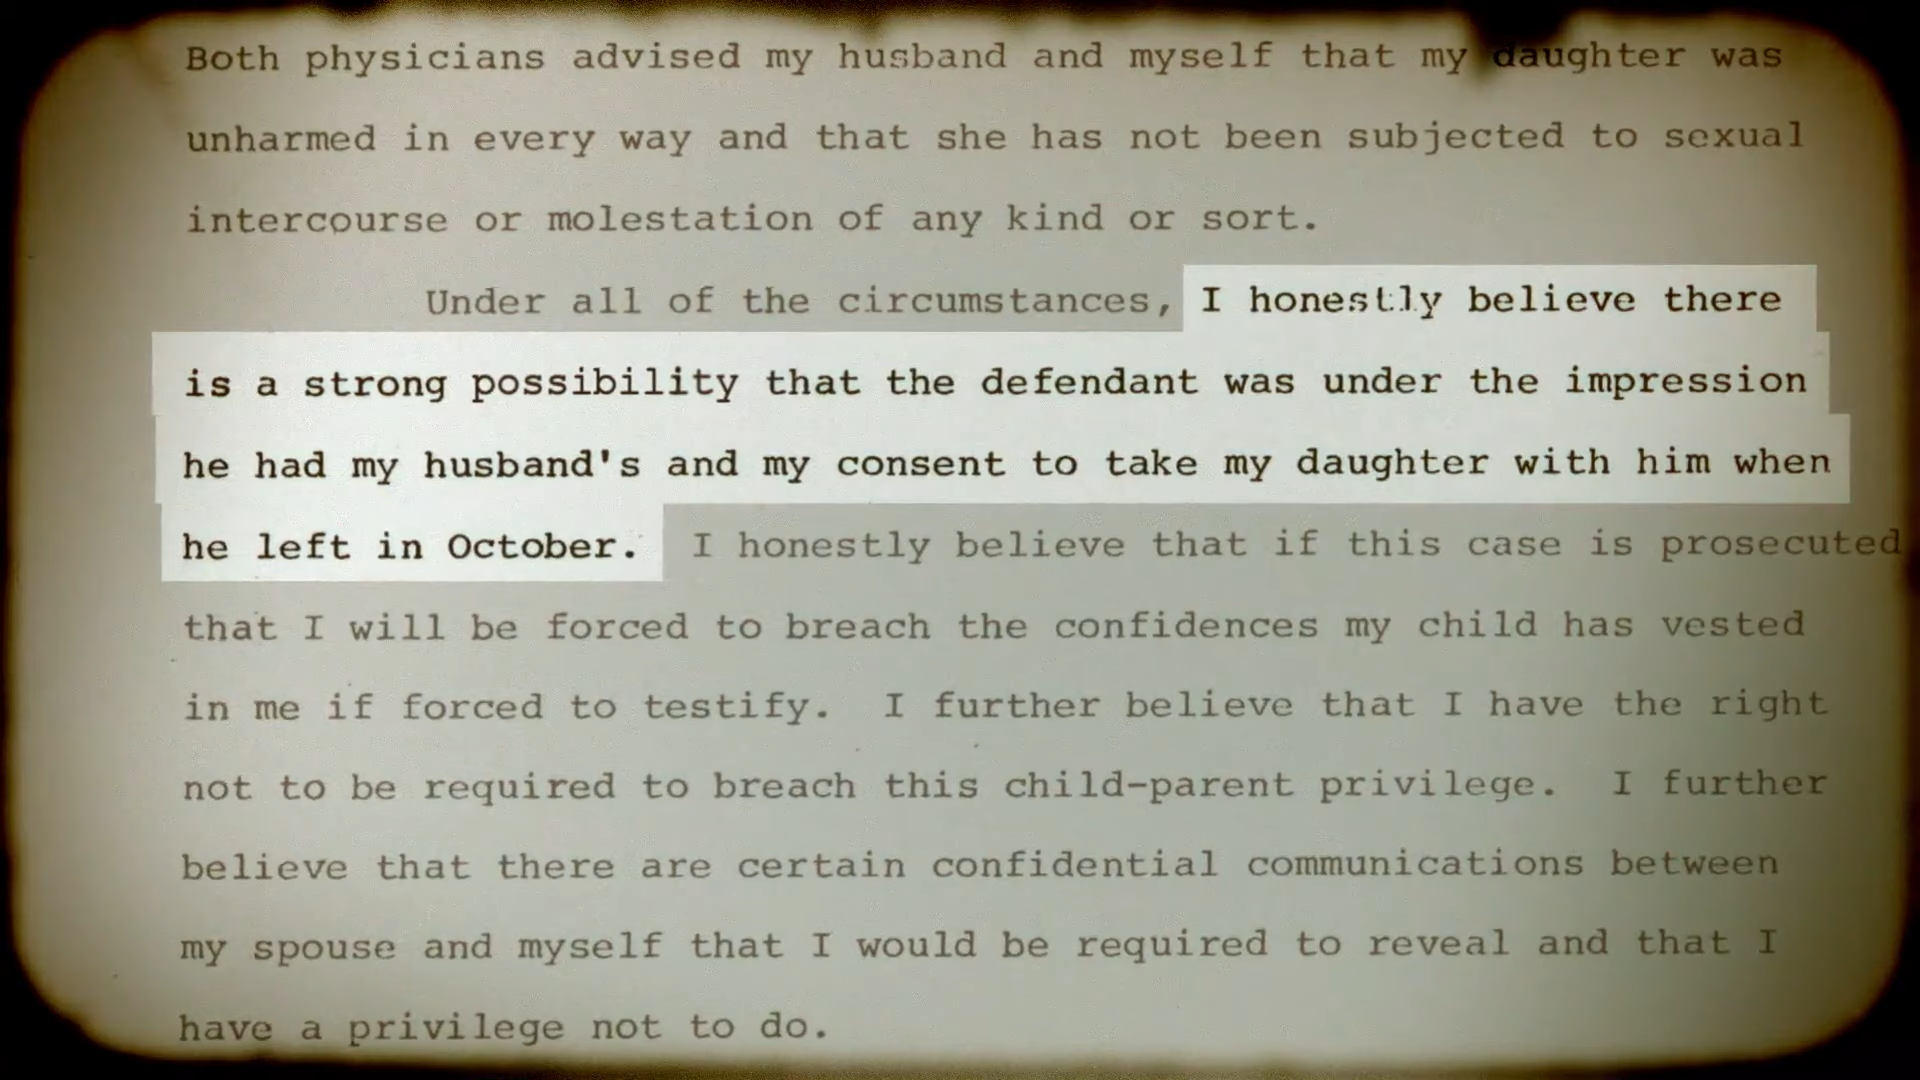 Both physicians advised my husband and myself that my daughter was
unharmed in every way and that she has not been subjected to sexual
intercourse or molestation of any kind or sort.
Under all of the circumstances, I honestly believe there
is a strong possibility that the defendant was under the impression
he had my husband's and my consent to take my daughter with him when
he left in October. I honestly believe that if this case is prosecuted
that I will be forced to breach the confidences my child has vested
in me if forced to testify. I further believe that I have the right
not to be required to breach this child-parent privilege. I further
believe that there are certain confidential communications between
my spouse and myself that I would be required to reveal and that I
have a privilege not to do.